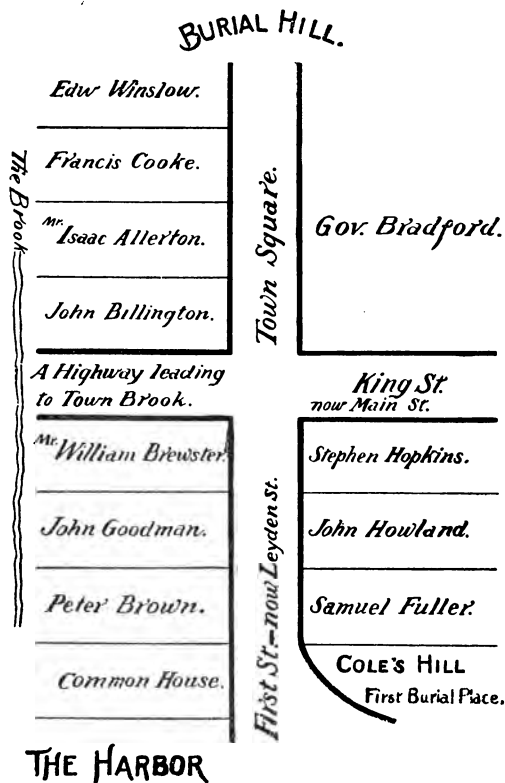 BURIAL HILL.
Edw Winslow.
Francis Cooke.
Mr. Isaac Allerton.
John Billington.
The Brook
Town Square.
Gov. Bradford.
A Highway leading
to Town Brook.
King St.
now Main St.
Mr. William Brewster.
John Goodman.
Peter Brown.
Common House.
First St.—now Leyden St.
Stephen Hopkins.
John Howland.
Samuel Fuller.
COLE'S HILL
First Burial Place.
THE HARBOR